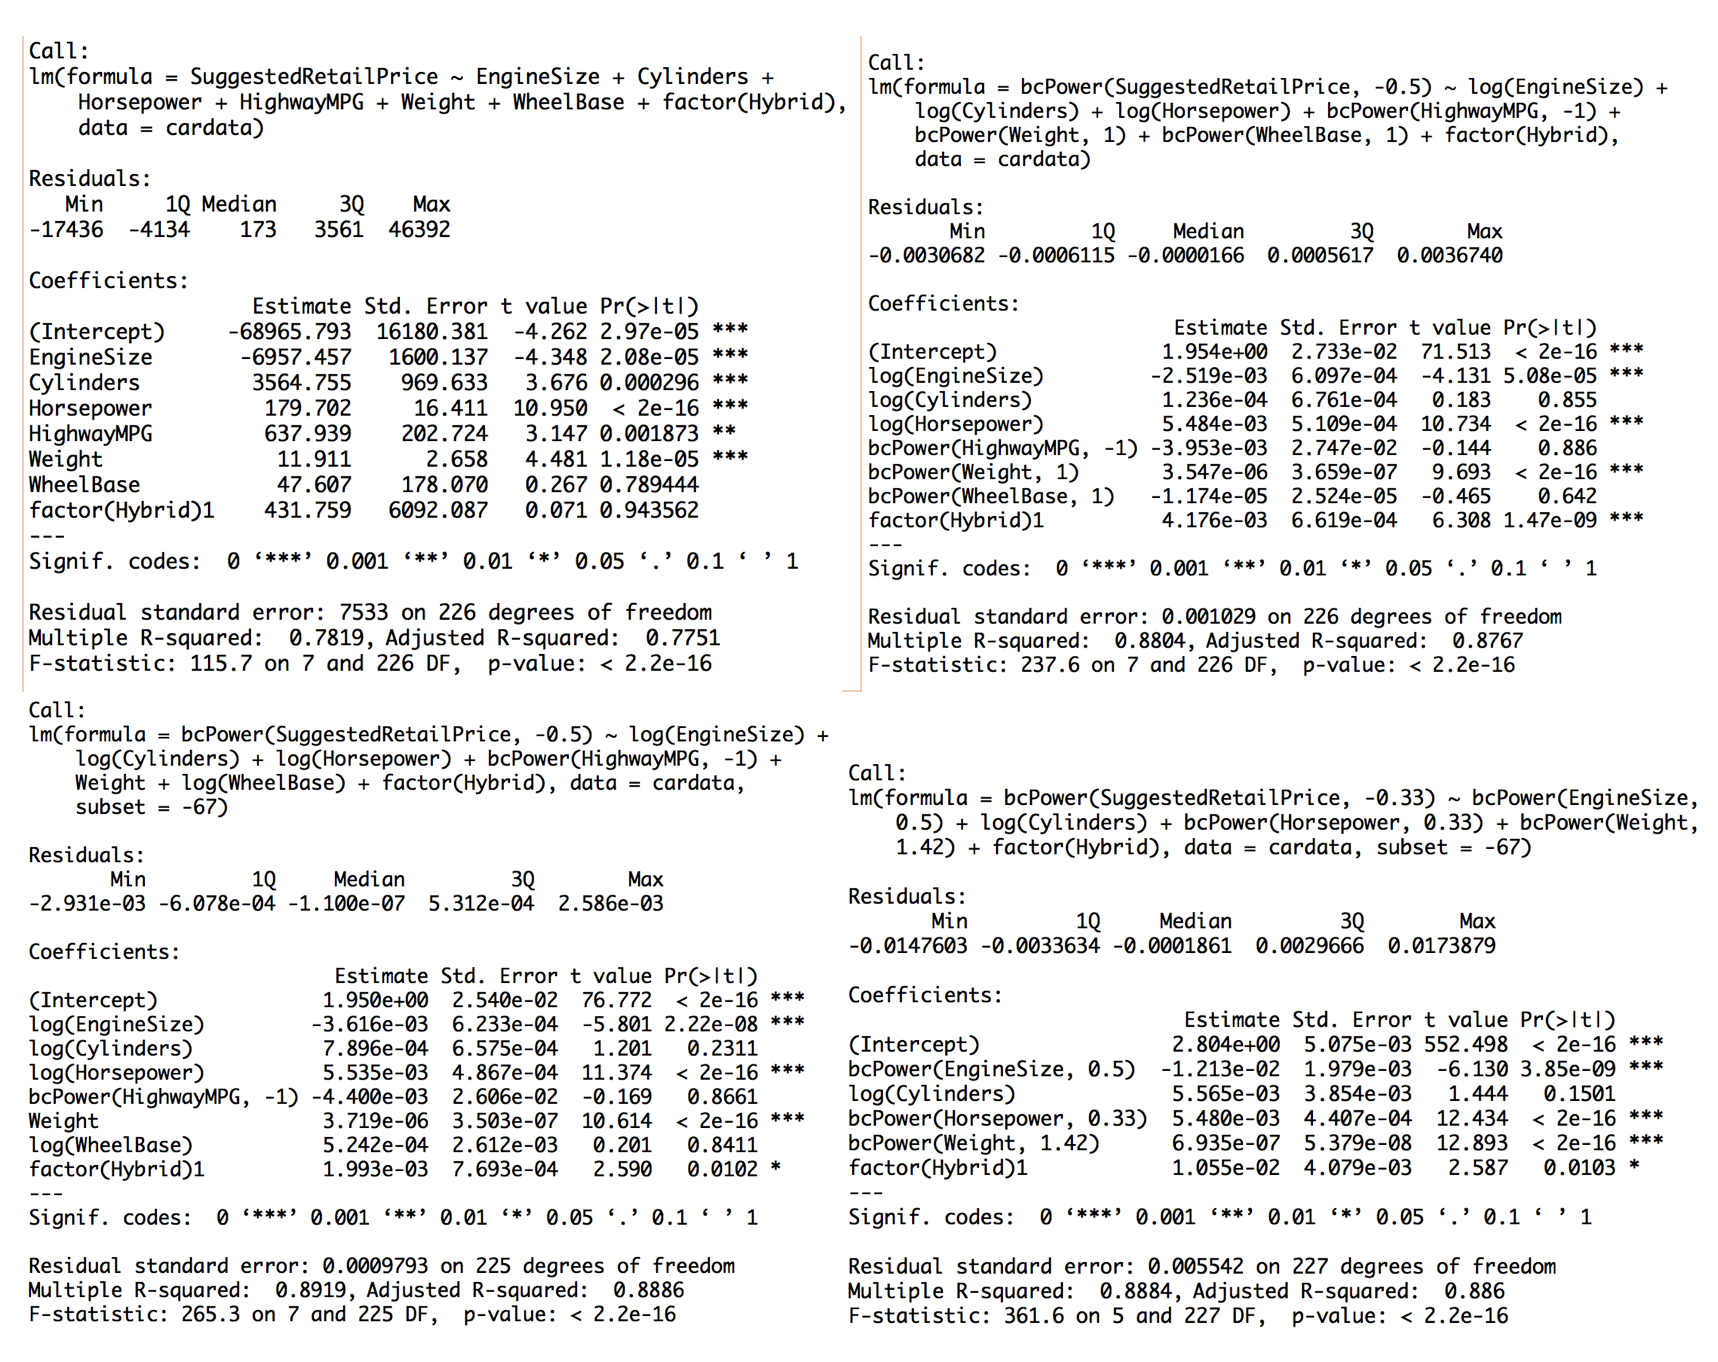 Call:
lm(formula = SuggestedRetailPrice ~ EngineSize + Cylinders +
    Horsepower + HighwayMPG + Weight + WheelBase + factor(Hybrid),
    data = cardata)

Residuals:
   Min     1Q Median     3Q    Max
-17436  -4134    173   3561  46392

Coefficients:
                  Estimate Std. Error t value Pr(>|t|)
(Intercept)     -68965.793  16180.381  -4.262 2.97e-05 ***
EngineSize       -6957.457   1600.137  -4.348 2.08e-05 ***
Cylinders         3564.755    969.633   3.676 0.000296 ***
Horsepower         179.702     16.411  10.950  < 2e-16 ***
HighwayMPG         637.939    202.724   3.147 0.001873 **
Weight              11.911      2.658   4.481 1.18e-05 ***
WheelBase           47.607    178.070   0.267 0.789444
factor(Hybrid)1    431.759   6092.087   0.071 0.943562
---
Signif. codes:  0 ‘***’ 0.001 ‘**’ 0.01 ‘*’ 0.05 ‘.’ 0.1 ‘ ’ 1

Residual standard error: 7533 on 226 degrees of freedom
Multiple R-squared:  0.7819, Adjusted R-squared:  0.7751
F-statistic: 115.7 on 7 and 226 DF,  p-value: < 2.2e-16

Call:
lm(formula = bcPower(SuggestedRetailPrice, -0.5) ~ log(EngineSize) +
    log(Cylinders) + log(Horsepower) + bcPower(HighwayMPG, -1) +
    bcPower(Weight, 1) + bcPower(WheelBase, 1) + factor(Hybrid),
    data = cardata)

Residuals:
       Min         1Q     Median         3Q        Max
-0.0030682 -0.0006115 -0.0000166  0.0005617  0.0036740

Coefficients:
                          Estimate Std. Error t value Pr(>|t|)
(Intercept)              1.954e+00  2.733e-02  71.513  < 2e-16 ***
log(EngineSize)         -2.519e-03  6.097e-04  -4.131 5.08e-05 ***
log(Cylinders)           1.236e-04  6.761e-04   0.183    0.855
log(Horsepower)          5.484e-03  5.109e-04  10.734  < 2e-16 ***
bcPower(HighwayMPG, -1) -3.953e-03  2.747e-02  -0.144    0.886
bcPower(Weight, 1)       3.547e-06  3.659e-07   9.693  < 2e-16 ***
bcPower(WheelBase, 1)   -1.174e-05  2.524e-05  -0.465    0.642
factor(Hybrid)1          4.176e-03  6.619e-04   6.308 1.47e-09 ***
---
Signif. codes:  0 ‘***’ 0.001 ‘**’ 0.01 ‘*’ 0.05 ‘.’ 0.1 ‘ ’ 1

Residual standard error: 0.001029 on 226 degrees of freedom
Multiple R-squared:  0.8804, Adjusted R-squared:  0.8767
F-statistic: 237.6 on 7 and 226 DF,  p-value: < 2.2e-16

Call:
lm(formula = bcPower(SuggestedRetailPrice, -0.5) ~ log(EngineSize) +
    log(Cylinders) + log(Horsepower) + bcPower(HighwayMPG, -1) +
    Weight + log(WheelBase) + factor(Hybrid), data = cardata,
    subset = -67)

Residuals:
       Min         1Q     Median         3Q        Max
-2.931e-03 -6.078e-04 -1.100e-07  5.312e-04  2.586e-03

Coefficients:
                          Estimate Std. Error t value Pr(>|t|)
(Intercept)              1.950e+00  2.540e-02  76.772  < 2e-16 ***
log(EngineSize)         -3.616e-03  6.233e-04  -5.801 2.22e-08 ***
log(Cylinders)           7.896e-04  6.575e-04   1.201   0.2311
log(Horsepower)          5.535e-03  4.867e-04  11.374  < 2e-16 ***
bcPower(HighwayMPG, -1) -4.400e-03  2.606e-02  -0.169   0.8661
Weight                   3.719e-06  3.503e-07  10.614  < 2e-16 ***
log(WheelBase)           5.242e-04  2.612e-03   0.201   0.8411
factor(Hybrid)1          1.993e-03  7.693e-04   2.590   0.0102 *
---
Signif. codes:  0 ‘***’ 0.001 ‘**’ 0.01 ‘*’ 0.05 ‘.’ 0.1 ‘ ’ 1

Residual standard error: 0.0009793 on 225 degrees of freedom
Multiple R-squared:  0.8919, Adjusted R-squared:  0.8886
F-statistic: 265.3 on 7 and 225 DF,  p-value: < 2.2e-16

Call:
lm(formula = bcPower(SuggestedRetailPrice, -0.33) ~ bcPower(EngineSize,
    0.5) + log(Cylinders) + bcPower(Horsepower, 0.33) + bcPower(Weight,
    1.42) + factor(Hybrid), data = cardata, subset = -67)

Residuals:
       Min         1Q     Median         3Q        Max
-0.0147603 -0.0033634 -0.0001861  0.0029666  0.0173879

Coefficients:
                            Estimate Std. Error t value Pr(>|t|)
(Intercept)                2.804e+00  5.075e-03 552.498  < 2e-16 ***
bcPower(EngineSize, 0.5)  -1.213e-02  1.979e-03  -6.130 3.85e-09 ***
log(Cylinders)             5.565e-03  3.854e-03   1.444   0.1501
bcPower(Horsepower, 0.33)  5.480e-03  4.407e-04  12.434  < 2e-16 ***
bcPower(Weight, 1.42)      6.935e-07  5.379e-08  12.893  < 2e-16 ***
factor(Hybrid)1            1.055e-02  4.079e-03   2.587   0.0103 *
---
Signif. codes:  0 ‘***’ 0.001 ‘**’ 0.01 ‘*’ 0.05 ‘.’ 0.1 ‘ ’ 1

Residual standard error: 0.005542 on 227 degrees of freedom
Multiple R-squared:  0.8884, Adjusted R-squared:  0.886
F-statistic: 361.6 on 5 and 227 DF,  p-value: < 2.2e-16